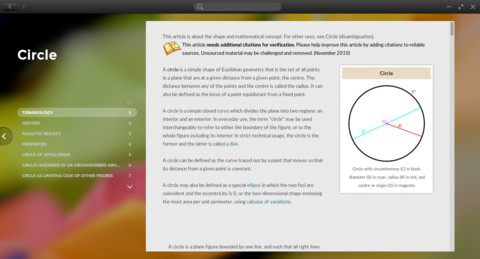 This article is about the shape and mathematical concept. For other uses, see Circle (disambiguation).
This article needs additional citations for verification. Please help improve this article by adding citations to reliable
sources. Unsourced material may be challenged and removed. (November 2010)
Circle
TERMINOLOGY 1
HISTORY 2
ANALYTIC RESULTS 3
PROPERTIES 4
CIRCLE OF APOLLONIUS 5
CIRCLES INSCRIBED IN OR CIRCUMSCRIBED ABO... 6
CIRCLE AS LIMITING CASE OF OTHER FIGURES 7
A circle is a simple shape of Euclidean geometry that is the set of all points
in a plane that are at a given distance from a given point, the centre. The
distance between any of the points and the centre is called the radius. It can
also be defined as the locus of a point equidistant from a fixed point.
A circle is a simple closed curve which divides the plane into two regions: an
interior and an exterior. In everyday use, the term "circle" may be used
interchangeably to refer to either the boundary of the figure, or to the
whole figure including its interior; in strict technical usage, the circle is
the former and the latter is called a disk.
A circle can be defined as the curve traced out by a point that moves so that
its distance from a given point is constant.
A circle may also be defined as a special ellipse in which the two foci are
coincident and the eccentricity is 0, or the two-dimensional shape enclosing
the most area per unit perimeter, using calculus of variations.
A circle is a plane figure bounded by one line, and such that all right lines
Circle
C
D
R
Circle with circumference (C) in black,
diameter (D) in cyan, radius (R) in red, and
centre or origin (O) in magenta.